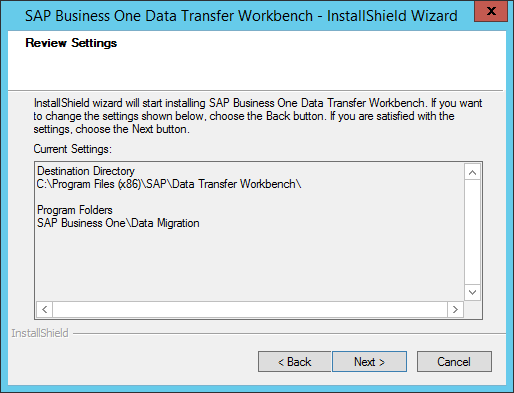 SAP Business One Data Transfer Workbench - InstallShield Wizard
x
Review Settings
InstallShield wizard will start installing SAP Business One Data Transfer Workbench. If you want
to change the settings shown below, choose the Back button. If you are satisfied with the
settings, choose the Next button.
Current Settings:
Destination Directory
C:\Program Files (x86)\SAP\Data Transfer Workbench\
Program Folders
SAP Business One\Data Migration
InstallShield
< Back
Next >
Cancel